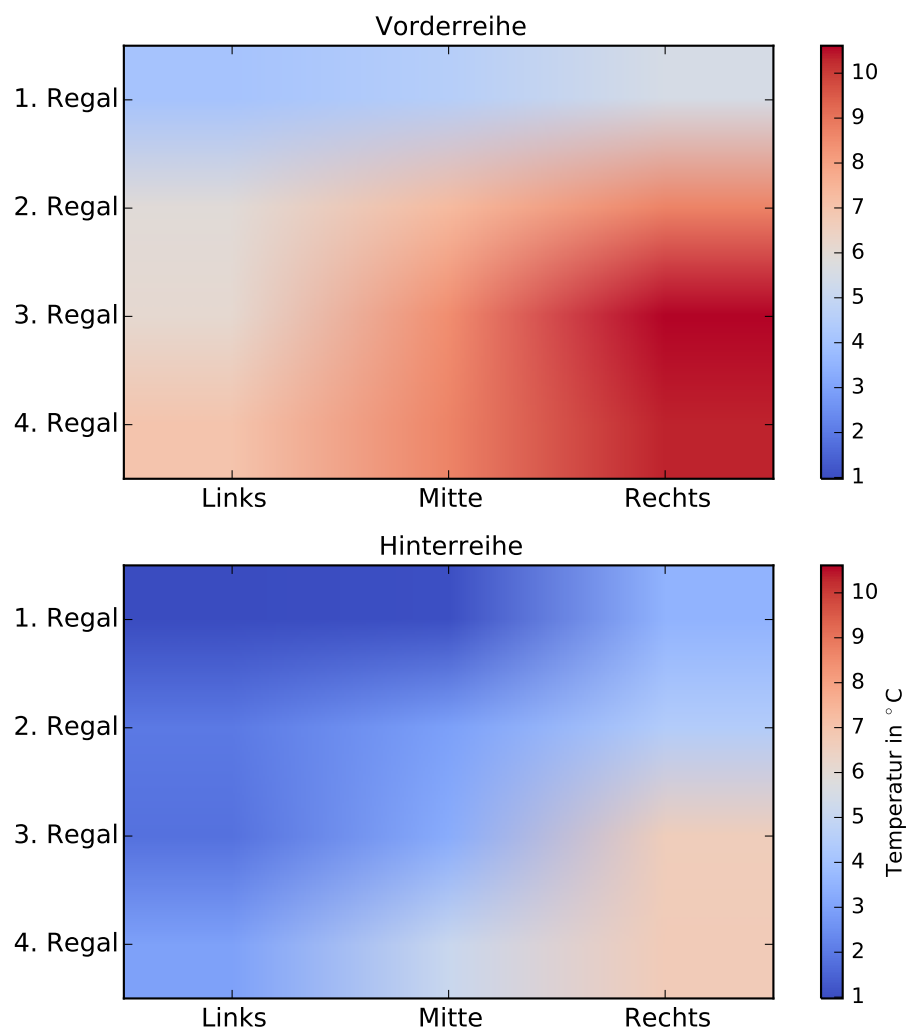 Vorderreihe
1. Regal
2. Regal
3. Regal
4. Regal
Links Mitte Rechts
10
9
8
7
6
5
4
3
2
1
Hinterreihe
1. Regal
2. Regal
3. Regal
4. Regal
Links Mitte Rechts
10
9
8
7
6
5
4
3
2
1
Temperatur in °C